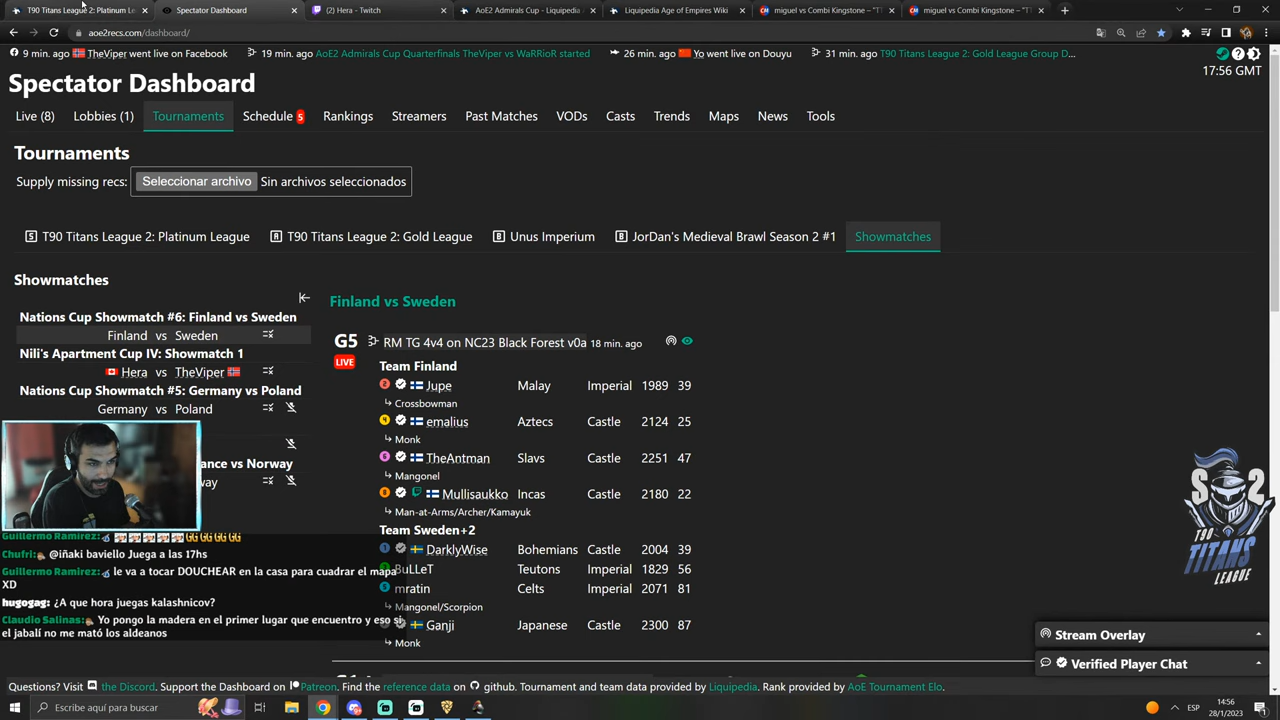 T90 Titans League 2: Platinum Le
Spectator Dashboard
(2) Hera - Twitch
AoE2 Admirals Cup - Liquipedia
Liquipedia Age of Empires Wiki
miguel vs Combi Kingstone – "T
miguel vs Combi Kingstone – "T
aoe2recs.com/dashboard/
9 min. ago TheViper went live on Facebook
19 min. ago AoE2 Admirals Cup Quarterfinals TheViper vs WaRRioR started
26 min. ago Yo went live on Douyu
31 min. ago T90 Titans League 2: Gold League Group D...
17:56 GMT
Spectator Dashboard
Live (8) Lobbies (1) Tournaments Schedule 5 Rankings Streamers Past Matches VODs Casts Trends Maps News Tools
Tournaments
Supply missing recs: Seleccionar archivo Sin archivos seleccionados
S T90 Titans League 2: Platinum League A T90 Titans League 2: Gold League B Unus Imperium B JorDan's Medieval Brawl Season 2 #1 Showmatches
Showmatches
Nations Cup Showmatch #6: Finland vs Sweden
Finland vs Sweden
Nili's Apartment Cup IV: Showmatch 1
Hera vs TheViper
Nations Cup Showmatch #5: Germany vs Poland
Germany vs Poland
ance vs Norway
way
Finland vs Sweden
G5 RM TG 4v4 on NC23 Black Forest v0a 18 min. ago
LIVE
Team Finland
2 Jupe Malay Imperial 1989 39
Crossbowman
4 emalius Aztecs Castle 2124 25
Monk
6 TheAntman Slavs Castle 2251 47
Mangonel
8 Mullisaukko Incas Castle 2180 22
Man-at-Arms/Archer/Kamayuk
Team Sweden+2
1 DarklyWise Bohemians Castle 2004 39
BuLLeT Teutons Imperial 1829 56
mratin Celts Imperial 2071 81
Mangonel/Scorpion
Ganji Japanese Castle 2300 87
Monk
Guillermo Ramirez: GG GG GG GG
Chufri: @iñaki baviello Juega a las 17hs
Guillermo Ramirez: le va a tocar DOUCHEAR en la casa para cuadrar el mapa
XD
hugogag: ¿A que hora juegas kalashnicov?
Claudio Salinas: Yo pongo la madera en el primer lugar que encuentro y eso si
el jabalí no me mató los aldeanos
S 2
T90
TITANS
LEAGUE
Stream Overlay
Verified Player Chat
Questions? Visit the Discord. Support the Dashboard on Patreon. Find the reference data on github. Tournament and team data provided by Liquipedia. Rank provided by AoE Tournament Elo.
Escribe aquí para buscar
ESP
14:56
28/1/2023